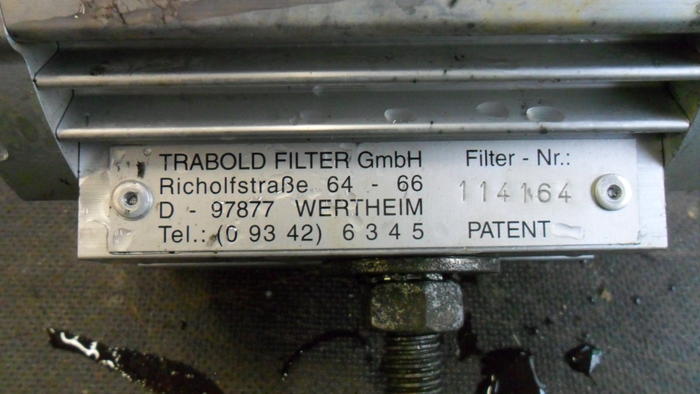 TRABOLD FILTER GmbH
Richolfstraße 64 - 66
D - 97877 WERTHEIM
Tel.: (0 93 42) 6 3 4 5
Filter - Nr.:
114164
PATENT